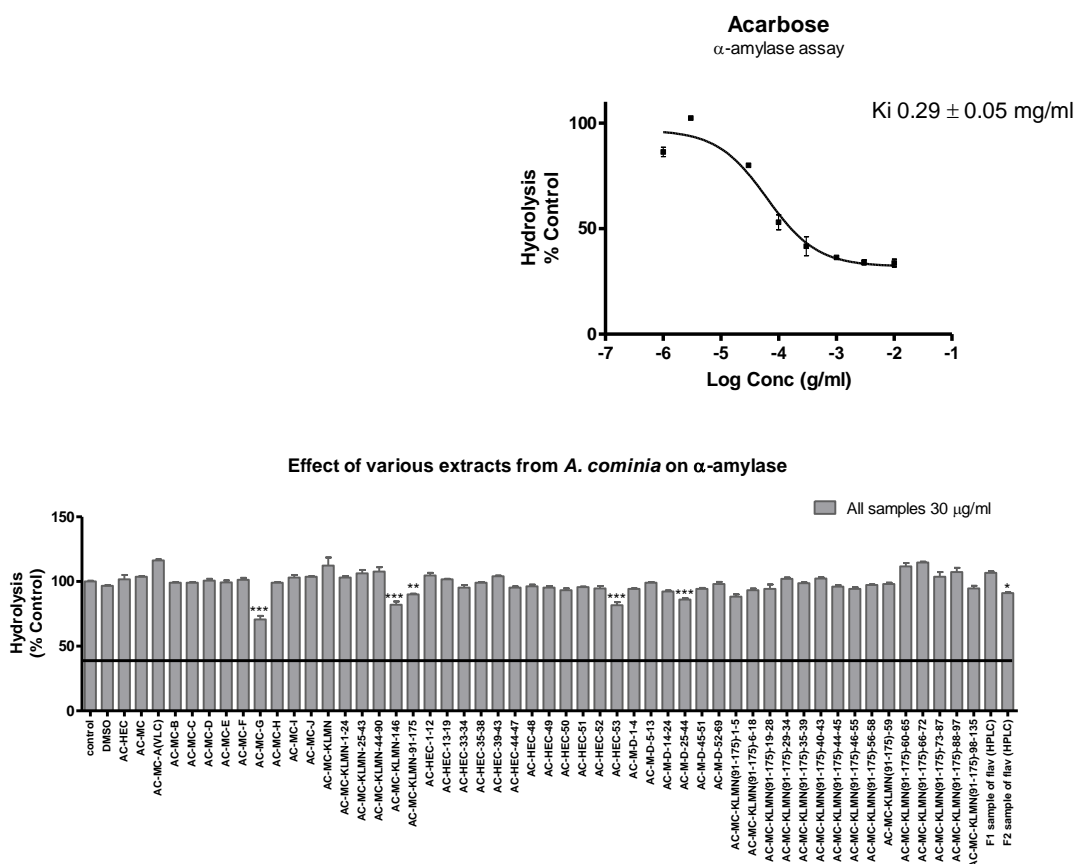 Acarbose
α-amylase assay
Ki 0.29 ± 0.05 mg/ml
Hydrolysis
% Control
100
50
0
-7
-6
-5
-4
-3
-2
-1
Log Conc (g/ml)
Effect of various extracts from A. cominia on α-amylase
All samples 30 μg/ml
Hydrolysis
(% Control)
150
100
50
0
***
***
**
***
***
*
control
DMSO
AC-HEC
AC-MC
AC-MC-A(VLC)
AC-MC-B
AC-MC-C
AC-MC-D
AC-MC-E
AC-MC-F
AC-MC-G
AC-MC-H
AC-MC-I
AC-MC-J
AC-MC-KLMN
AC-MC-KLMN-1-24
AC-MC-KLMN-25-43
AC-MC-KLMN-44-90
AC-MC-KLMN-146
AC-MC-KLMN-91-175
AC-HEC-1-12
AC-HEC-13-19
AC-HEC-33-34
AC-HEC-35-38
AC-HEC-39-43
AC-HEC-44-47
AC-HEC-48
AC-HEC-49
AC-HEC-50
AC-HEC-51
AC-HEC-52
AC-HEC-53
AC-M-D-1-4
AC-M-D-5-13
AC-M-D-14-24
AC-M-D-25-44
AC-M-D-45-51
AC-M-D-52-69
AC-MC-KLMN(91-175)-1-5
AC-MC-KLMN(91-175)-6-18
AC-MC-KLMN(91-175)-19-28
AC-MC-KLMN(91-175)-29-34
AC-MC-KLMN(91-175)-35-39
AC-MC-KLMN(91-175)-40-43
AC-MC-KLMN(91-175)-44-45
AC-MC-KLMN(91-175)-46-55
AC-MC-KLMN(91-175)-56-58
AC-MC-KLMN(91-175)-59
AC-MC-KLMN(91-175)-60-65
AC-MC-KLMN(91-175)-66-72
AC-MC-KLMN(91-175)-73-87
AC-MC-KLMN(91-175)-88-97
AC-MC-KLMN(91-175)-98-135
F1 sample of flav (HPLC)
F2 sample of flav (HPLC)